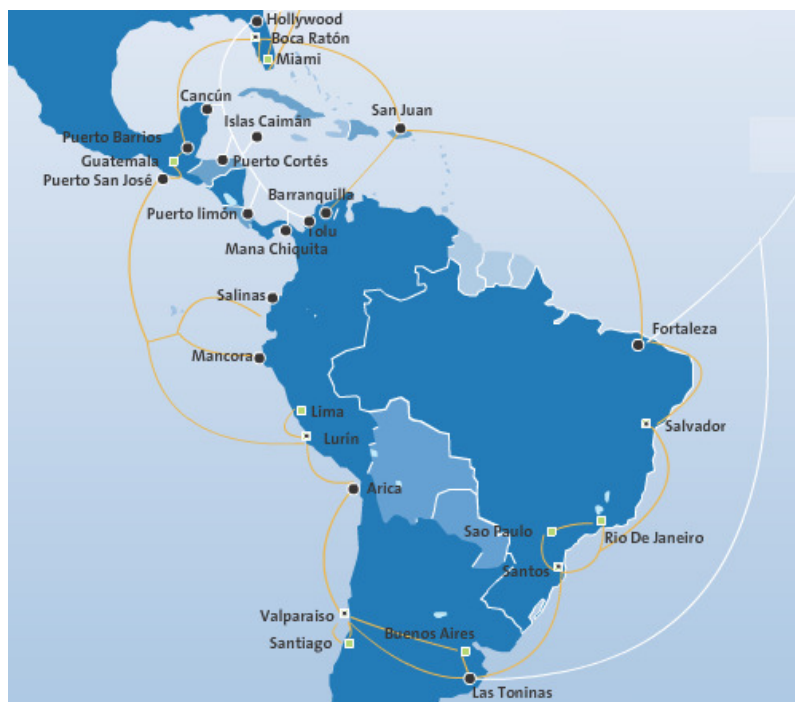 Hollywood
Boca Ratón
Miami
Cancún
San Juan
Islas Caimán
Puerto Barrios
Guatemala
Puerto Cortés
Puerto San José
Barranquilla
Puerto limón
Tolu
Mana Chiquita
Salinas
Fortaleza
Mancora
Lima
Salvador
Lurín
Arica
Sao Paulo
Rio De Janeiro
Santos
Valparaiso
Buenos Aires
Santiago
Las Toninas